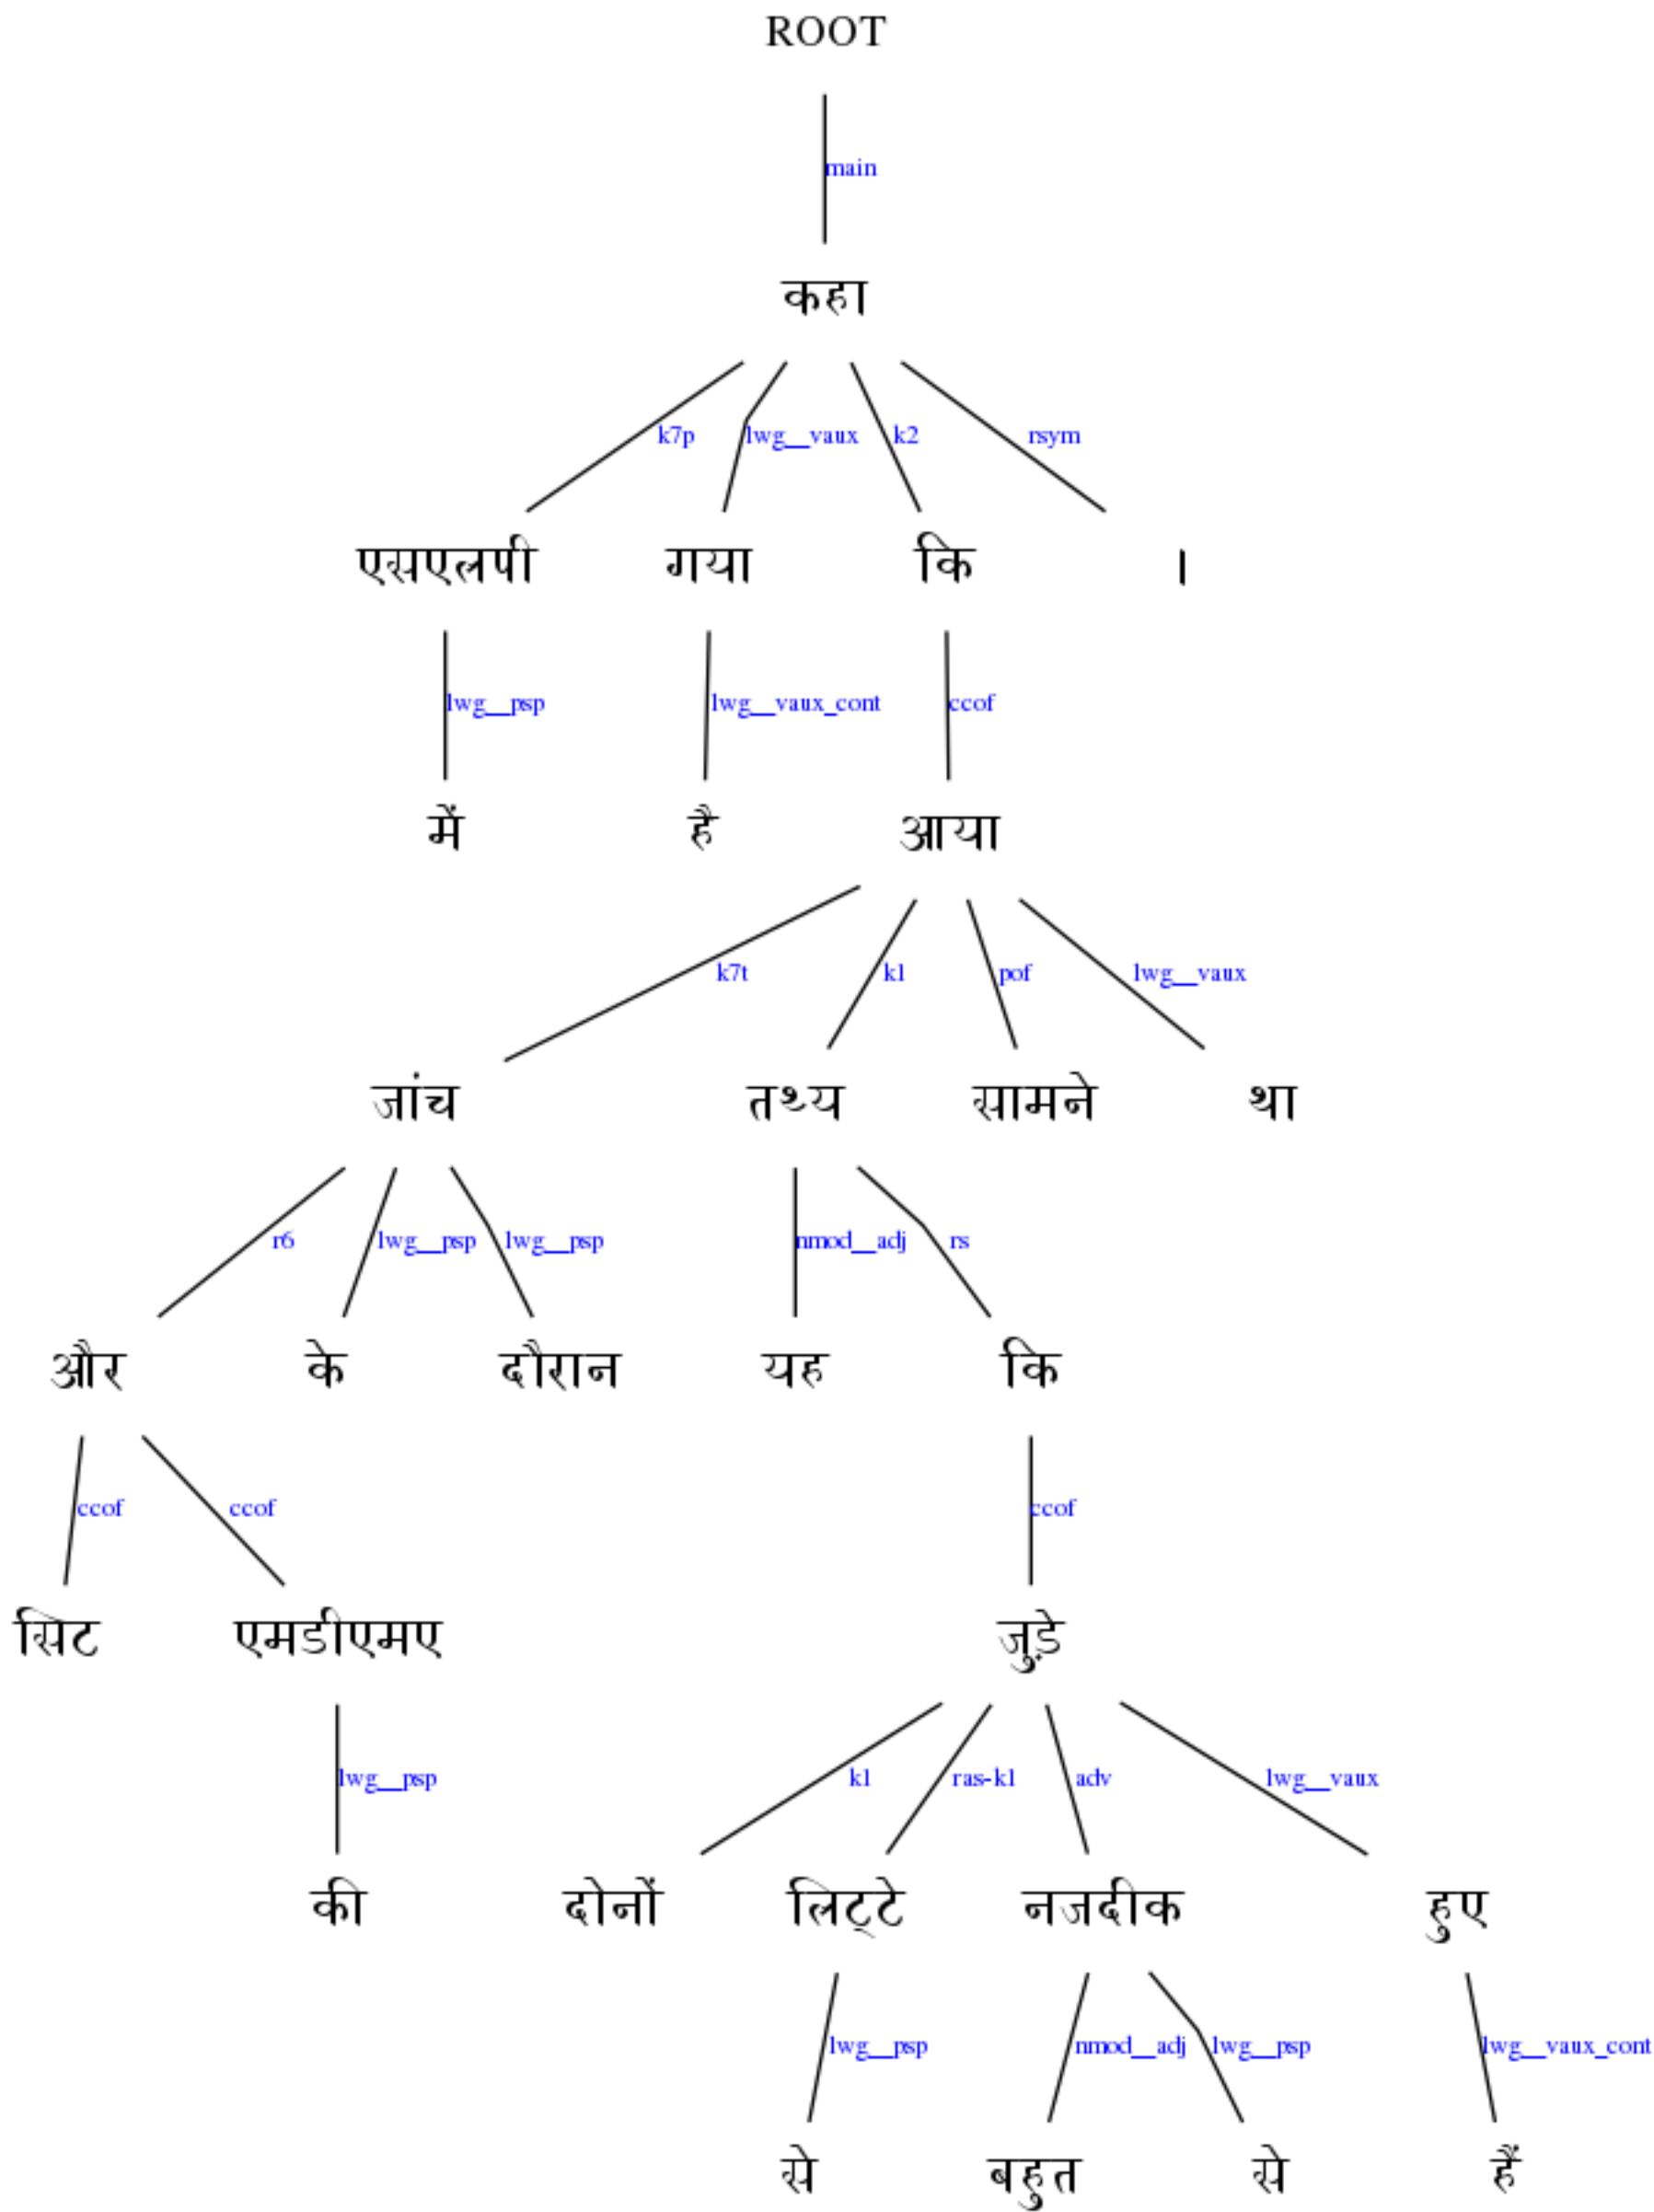 ROOT
main
कहा
k7p lwg__vaux k2 rsym
एसएलपी गया कि ।
lwg__psp lwg__vaux_cont ccof
में है आया
k7t k1 pof lwg__vaux
जांच तथ्य सामने था
r6 lwg__psp lwg__psp nmod__adj rs
और के दौरान यह कि
ccof ccof ccof
सिट एमडीएमए जुड़े
lwg__psp k1 ras-k1 adv lwg__vaux
की दोनों लिट्टे नजदीक हुए
lwg__psp nmod__adj lwg__psp lwg__vaux_cont
से बहुत से हैं